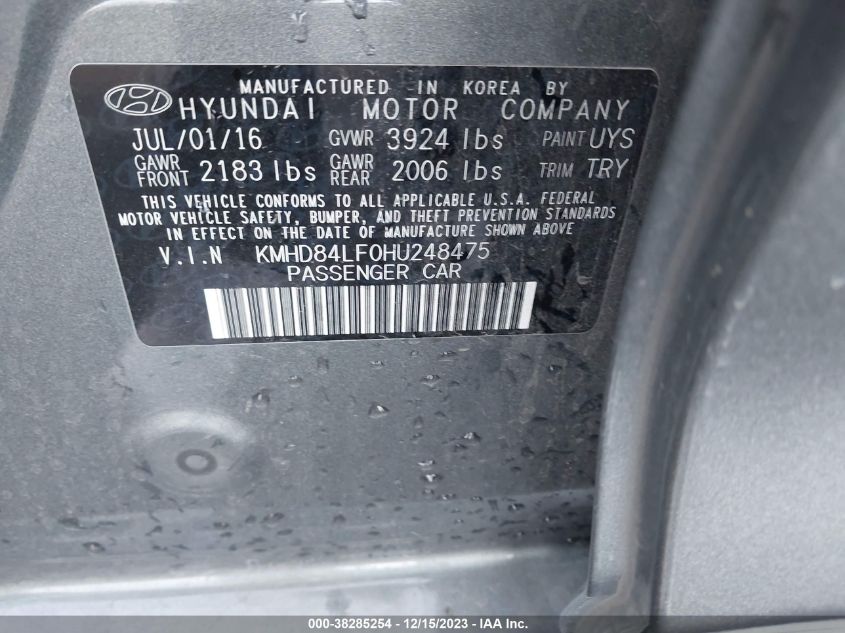 MANUFACTURED IN KOREA BY
HYUNDAI MOTOR COMPANY
JUL/01/16 GVWR 3924 lbs PAINT UYS
GAWR FRONT 2183 lbs GAWR REAR 2006 lbs TRIM TRY
THIS VEHICLE CONFORMS TO ALL APPLICABLE U.S.A. FEDERAL
MOTOR VEHICLE SAFETY, BUMPER, AND THEFT PREVENTION STANDARDS
IN EFFECT ON THE DATE OF MANUFACTURE SHOWN ABOVE
V.I.N KMHD84LF0HU248475
PASSENGER CAR
000-38285254 - 12/15/2023 - IAA Inc.